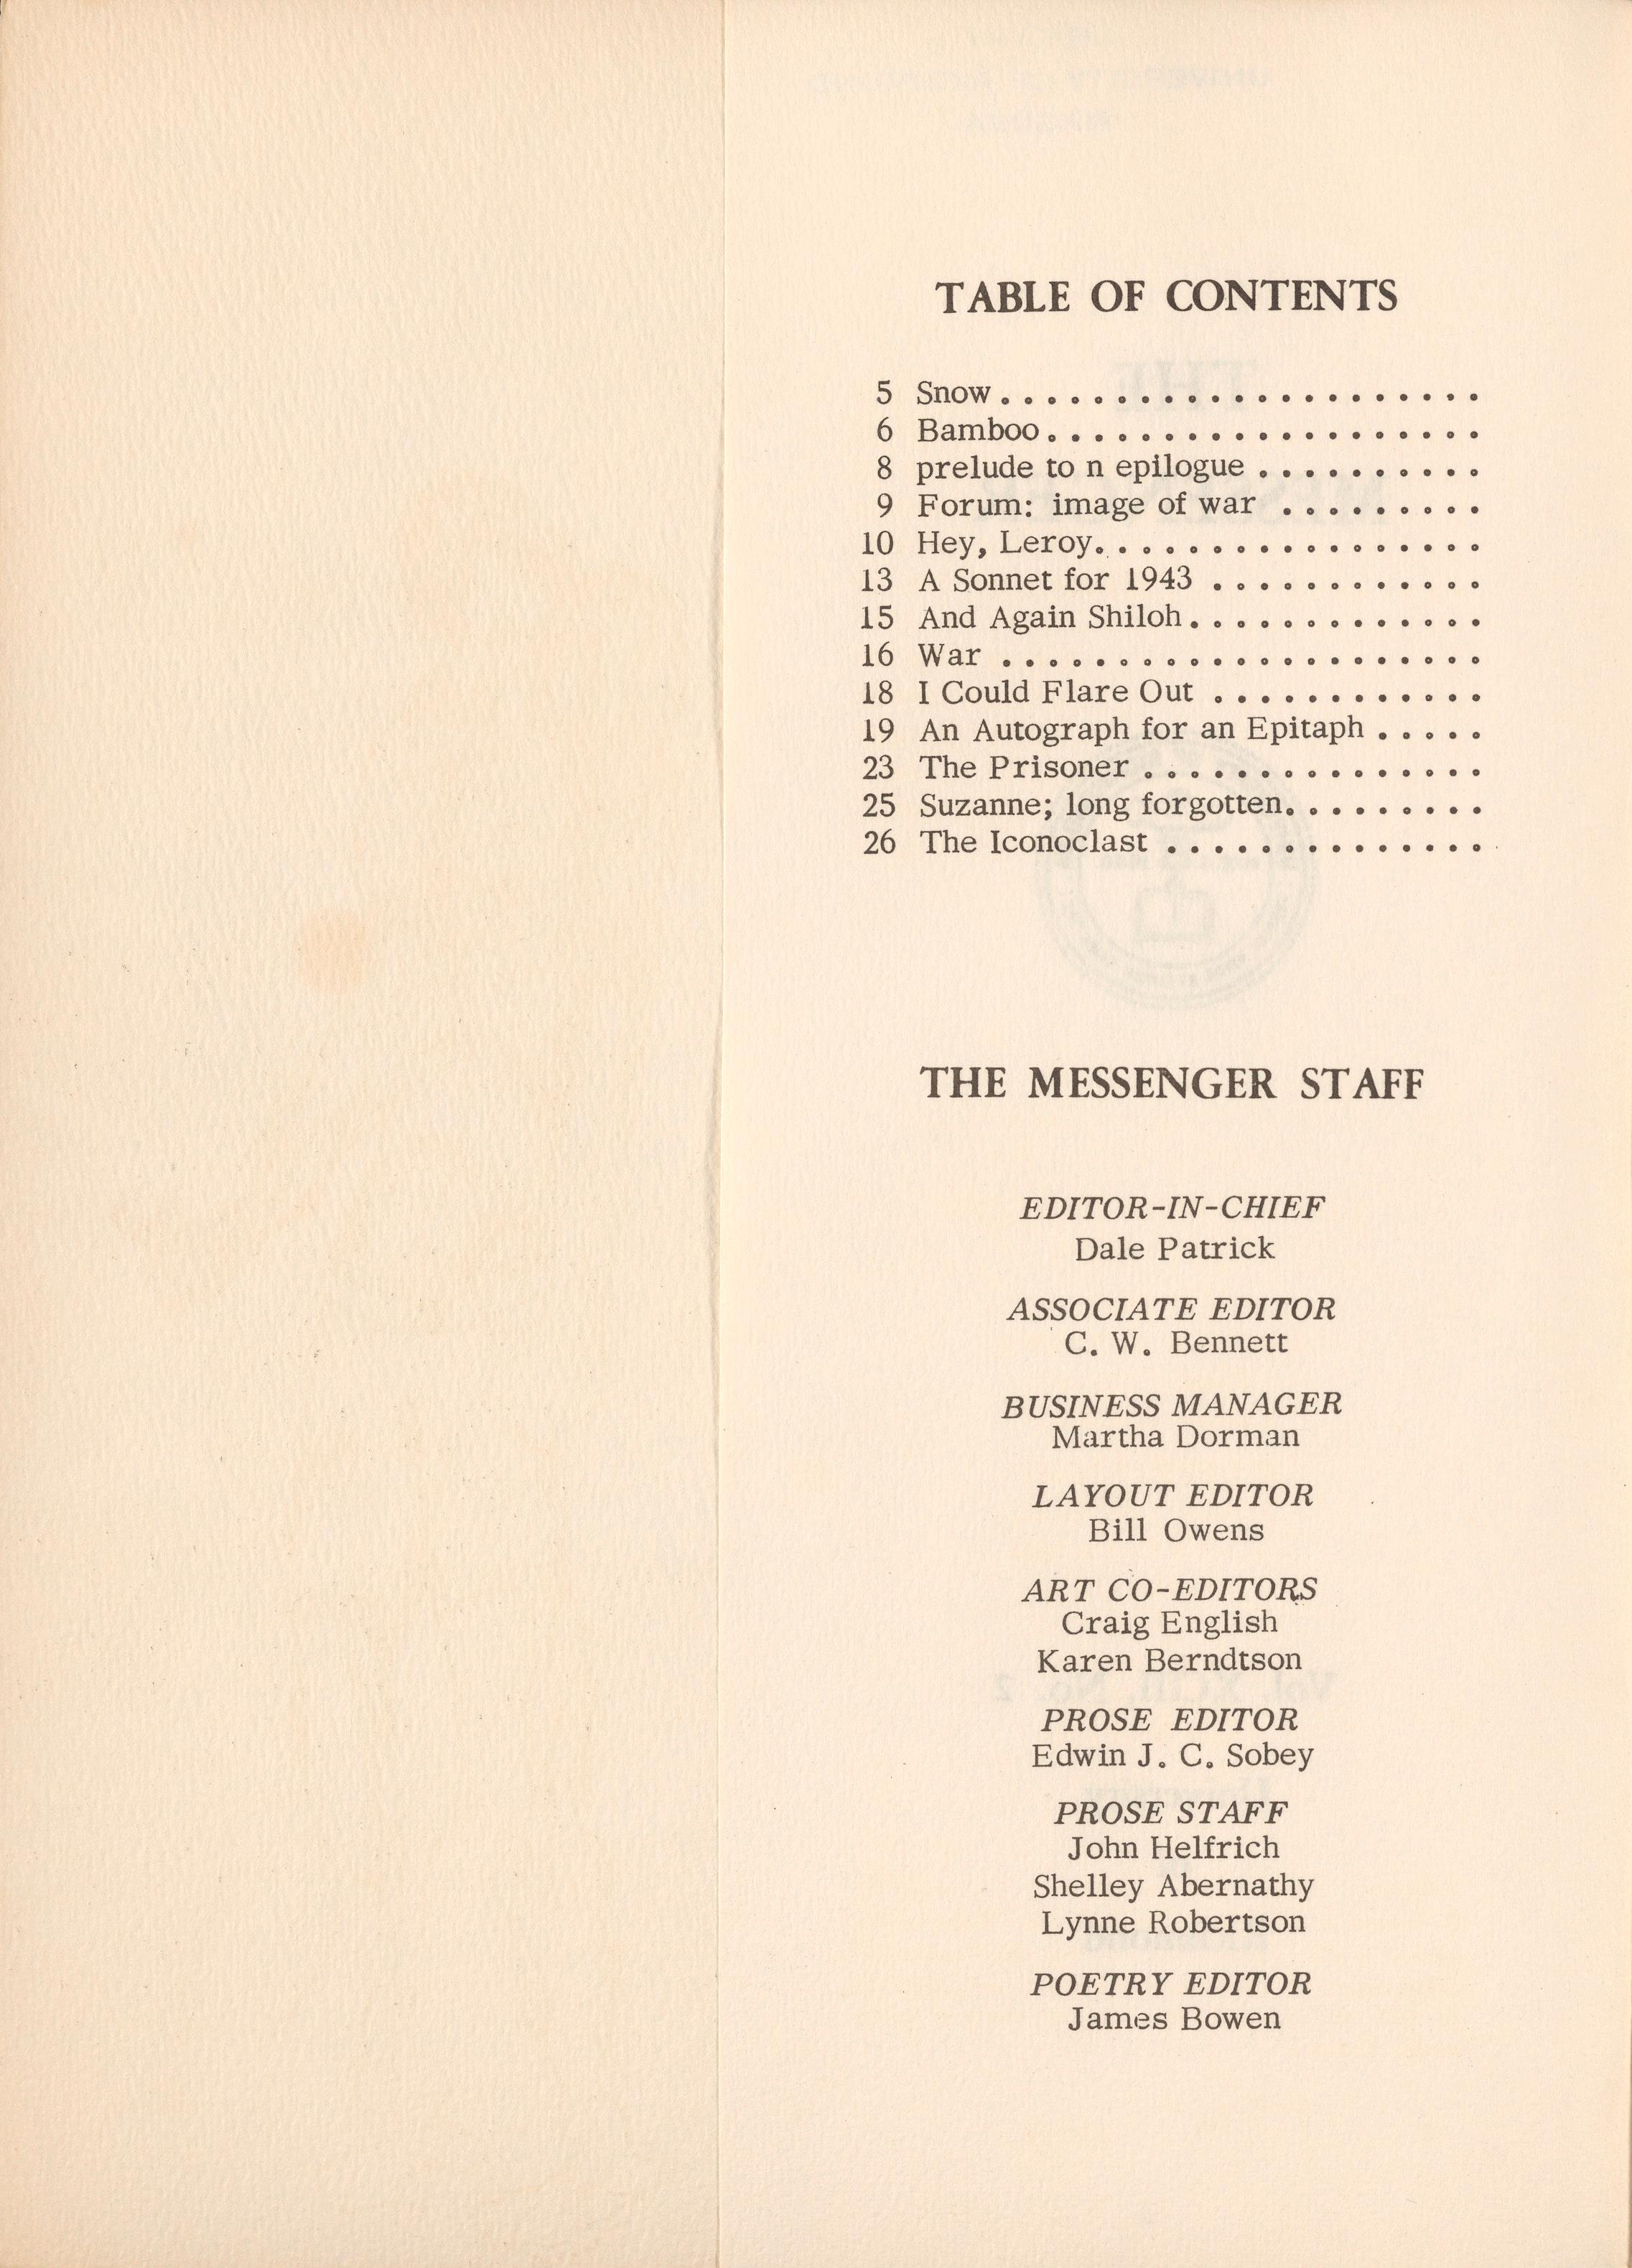 TABLE OF CONTENTS
5 Snow . . . . . . . . . . . . . . . . . . . . .
6 Bamboo . . . . . . . . . . . . . . . . . . .
8 prelude to n epilogue . . . . . . . . . .
9 Forum: image of war . . . . . . . . .
10 Hey, Leroy. . . . . . . . . . . . . . . . .
13 A Sonnet for 1943 . . . . . . . . . . . .
15 And Again Shiloh . . . . . . . . . . . . .
16 War . . . . . . . . . . . . . . . . . . . . .
18 I Could Flare Out . . . . . . . . . . . .
19 An Autograph for an Epitaph . . . . .
23 The Prisoner . . . . . . . . . . . . . . .
25 Suzanne; long forgotten. . . . . . . . .
26 The Iconoclast . . . . . . . . . . . . . .
THE MESSENGER STAFF
EDITOR-IN-CHIEF
Dale Patrick
ASSOCIATE EDITOR
C. W. Bennett
BUSINESS MANAGER
Martha Dorman
LAYOUT EDITOR
Bill Owens
ART CO-EDITORS
Craig English
Karen Berndtson
PROSE EDITOR
Edwin J. C. Sobey
PROSE STAFF
John Helfrich
Shelley Abernathy
Lynne Robertson
POETRY EDITOR
James Bowen